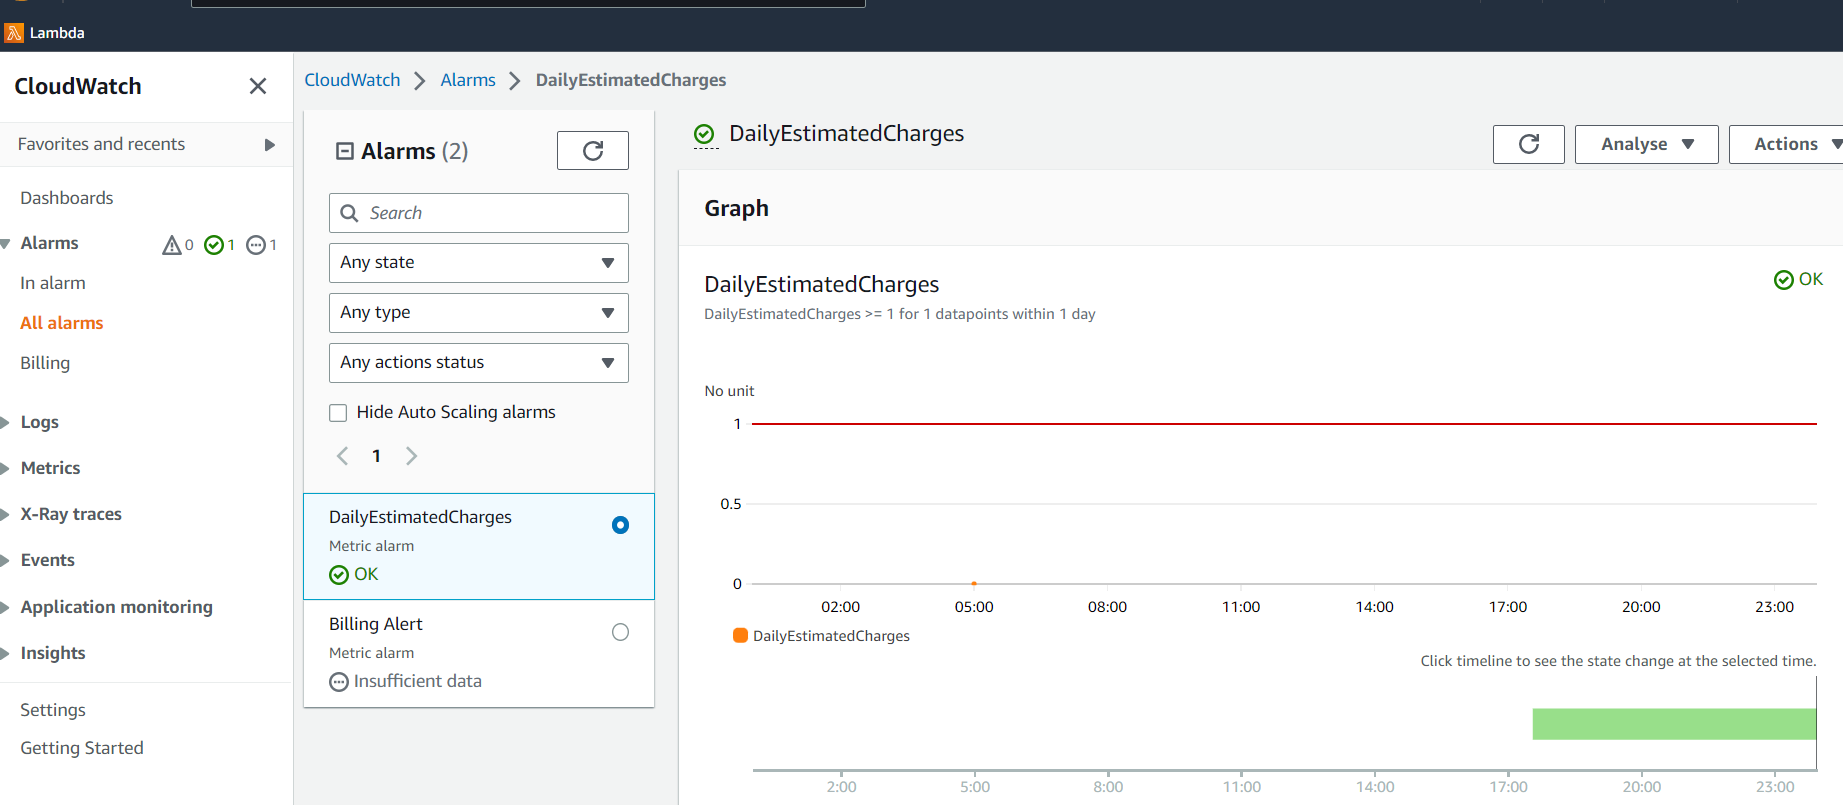 Lambda
CloudWatch
Favorites and recents
Dashboards
Alarms 0 1 1
In alarm
All alarms
Billing
Logs
Metrics
X-Ray traces
Events
Application monitoring
Insights
Settings
Getting Started
CloudWatch Alarms DailyEstimatedCharges
Alarms (2)
Search
Any state
Any type
Any actions status
Hide Auto Scaling alarms
1
DailyEstimatedCharges
Metric alarm
OK
Billing Alert
Metric alarm
Insufficient data
DailyEstimatedCharges
Analyse
Actions
Graph
DailyEstimatedCharges
OK
DailyEstimatedCharges >= 1 for 1 datapoints within 1 day
No unit
1
0.5
0
02:00 05:00 08:00 11:00 14:00 17:00 20:00 23:00
DailyEstimatedCharges
Click timeline to see the state change at the selected time.
2:00 5:00 8:00 11:00 14:00 17:00 20:00 23:00